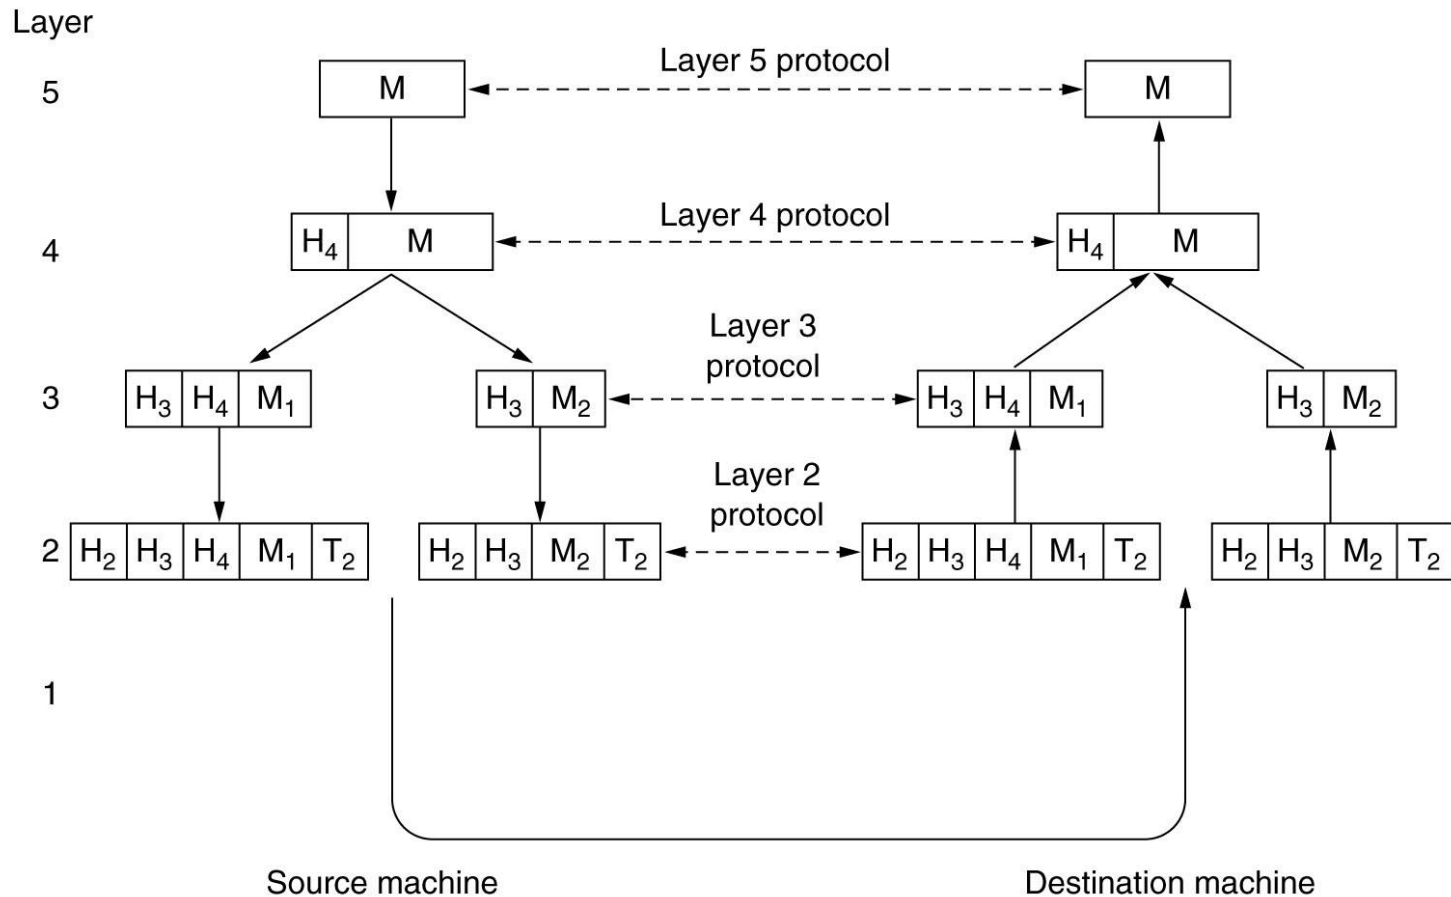 Layer
5 M Layer 5 protocol M
4 H₄ M Layer 4 protocol H₄ M
Layer 3
protocol
3 H₃ H₄ M₁ H₃ M₂ H₃ H₄ M₁ H₃ M₂
Layer 2
protocol
2 H₂ H₃ H₄ M₁ T₂ H₂ H₃ M₂ T₂ H₂ H₃ H₄ M₁ T₂ H₂ H₃ M₂ T₂
1
Source machine Destination machine